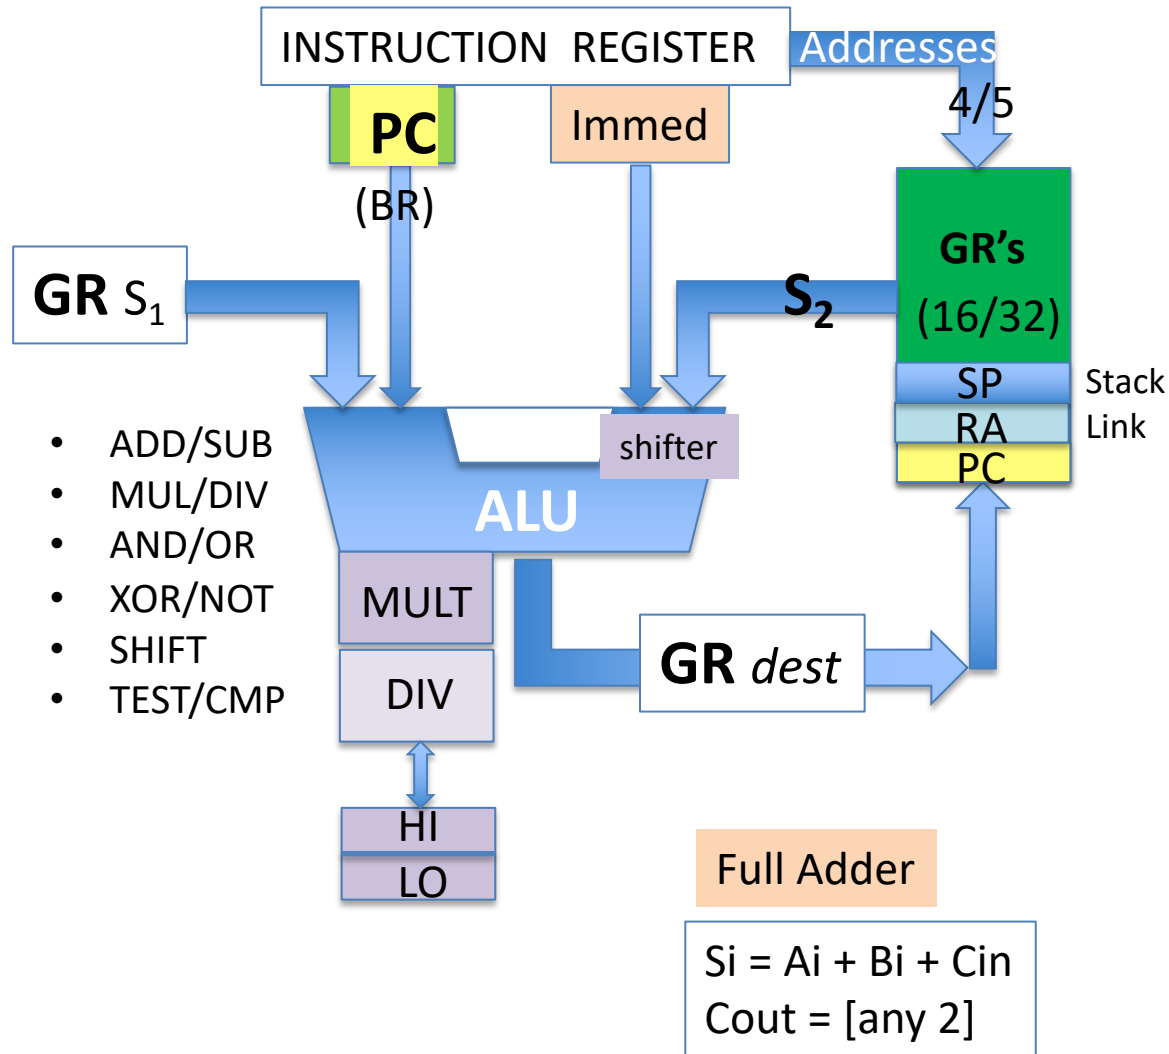 INSTRUCTION REGISTER
Addresses
4/5
PC
(BR)
Immed
GR S₁
S₂
GR's
(16/32)
SP
Stack
RA
Link
PC
shifter
ALU
• ADD/SUB
• MUL/DIV
• AND/OR
• XOR/NOT
• SHIFT
• TEST/CMP
MULT
DIV
HI
LO
GR dest
Full Adder
Si = Ai + Bi + Cin
Cout = [any 2]